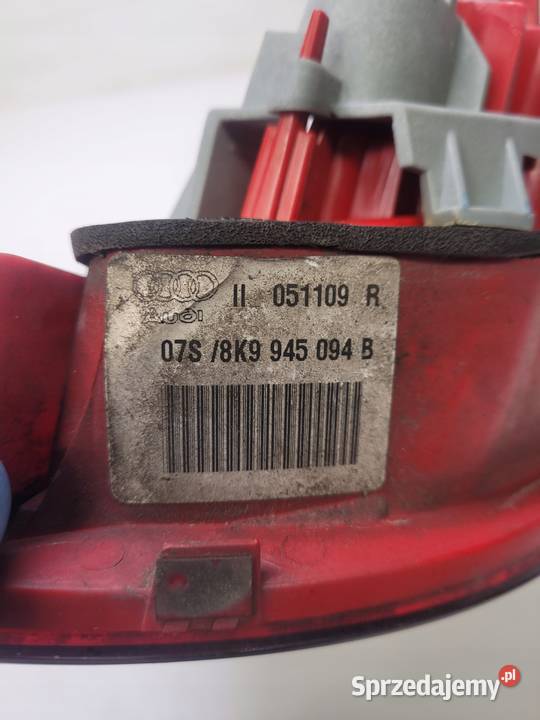 II 051109 R
Audi
07S /8K9 945 094 B
Sprzedajemy.pl